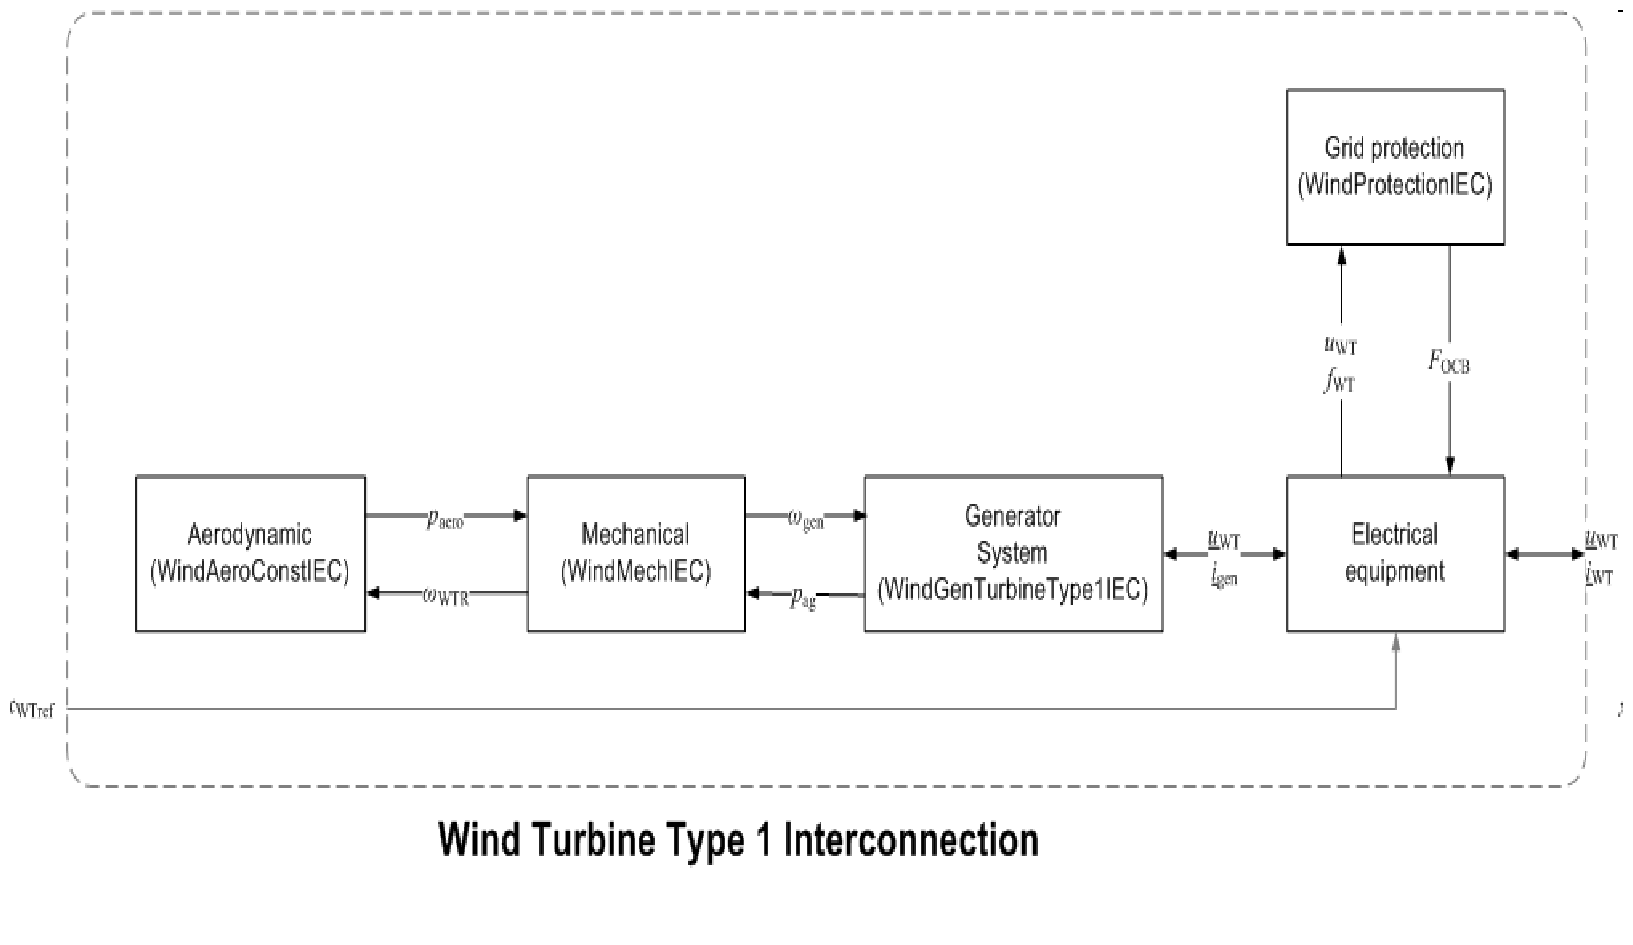 Grid protection
(WindProtectionIEC)
uWT
fWT
FOCB
Aerodynamic
(WindAeroConstIEC)
paero
ωWTR
Mechanical
(WindMechIEC)
ωgen
pag
Generator
System
(WindGenTurbineType1IEC)
uWT
igen
Electrical
equipment
uWT
iWT
Wind Turbine Type 1 Interconnection